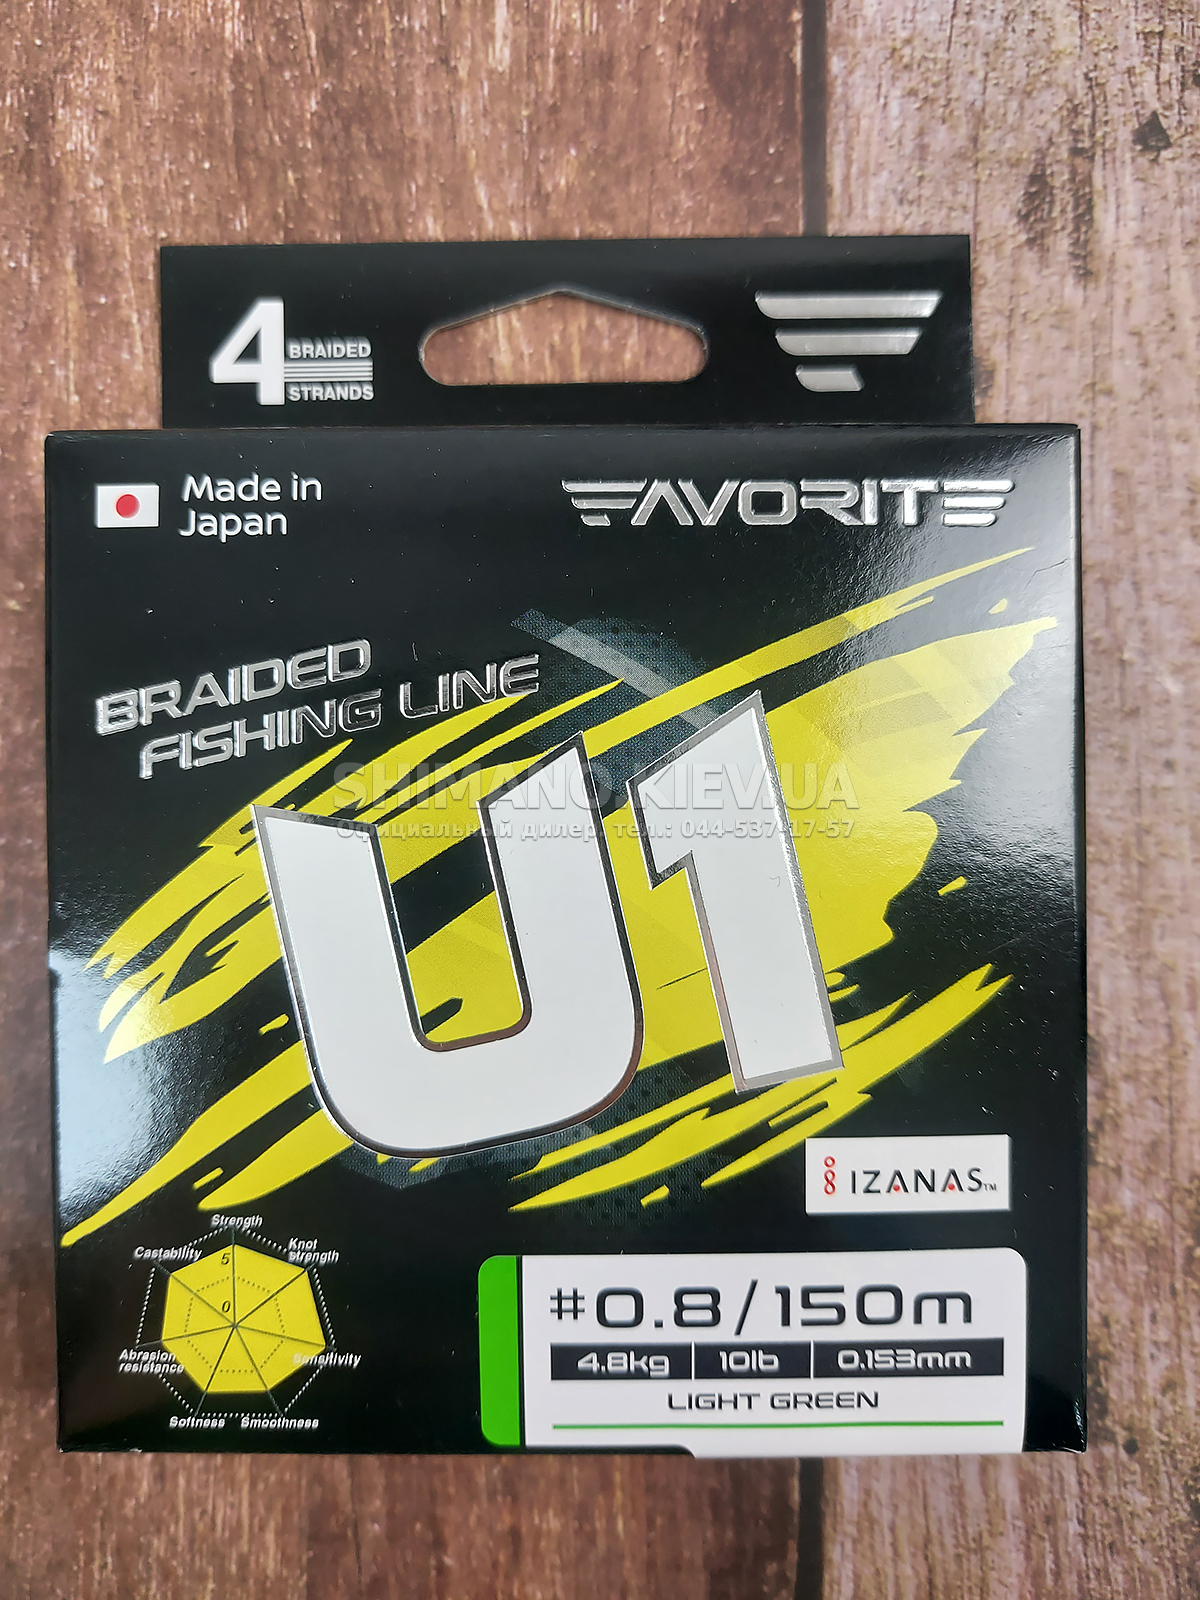 4 BRAIDED
STRANDS
Made in
Japan
FAVORITE
BRAIDED
FISHING LINE
SHIMANO.KIEV.UA
Официальный дилер, тел.: 044-537-17-57
U1
IZANAS™
Strength
Castability
Knot
strength
5
0
Abrasion
resistance
Sensitivity
Softness
Smoothness
#0.8/150m
4.8kg 10lb 0.153mm
LIGHT GREEN